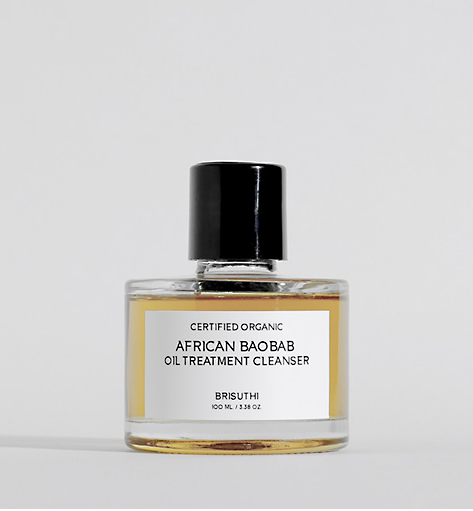 CERTIFIED ORGANIC
AFRICAN BAOBAB
OIL TREATMENT CLEANSER
BRISUTHI
100 ML / 3.38 OZ.